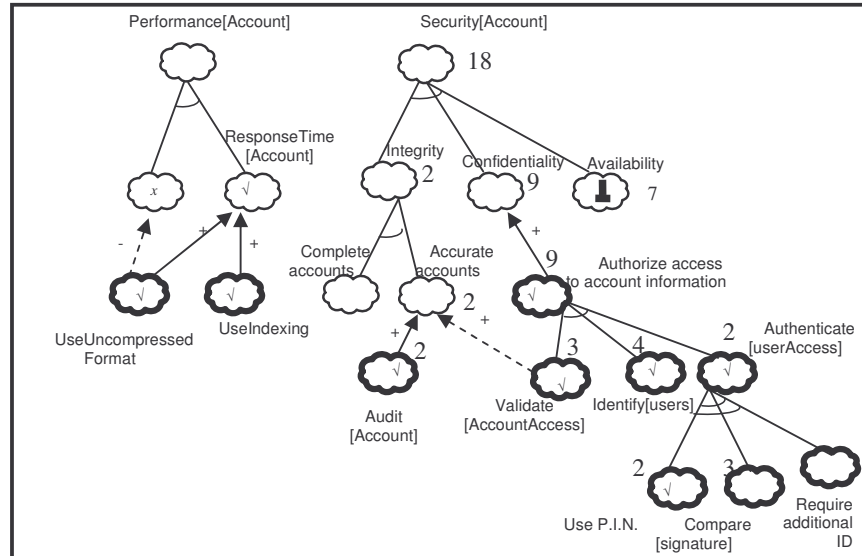 Performance[Account]
Security[Account]
18
ResponseTime
[Account]
Integrity
2
Confidentiality
9
Availability
7
x
√
-
+
+
+
Complete
accounts
Accurate
accounts
2
9
Authorize access
to account information
√
√
√
UseUncompressed
Format
UseIndexing
+
+
2
√
3
√
4
√
2
√
Authenticate
[userAccess]
Audit
[Account]
Validate
[AccountAccess]
Identify[users]
2
√
3
Use P.I.N.
Compare
[signature]
Require
additional
ID